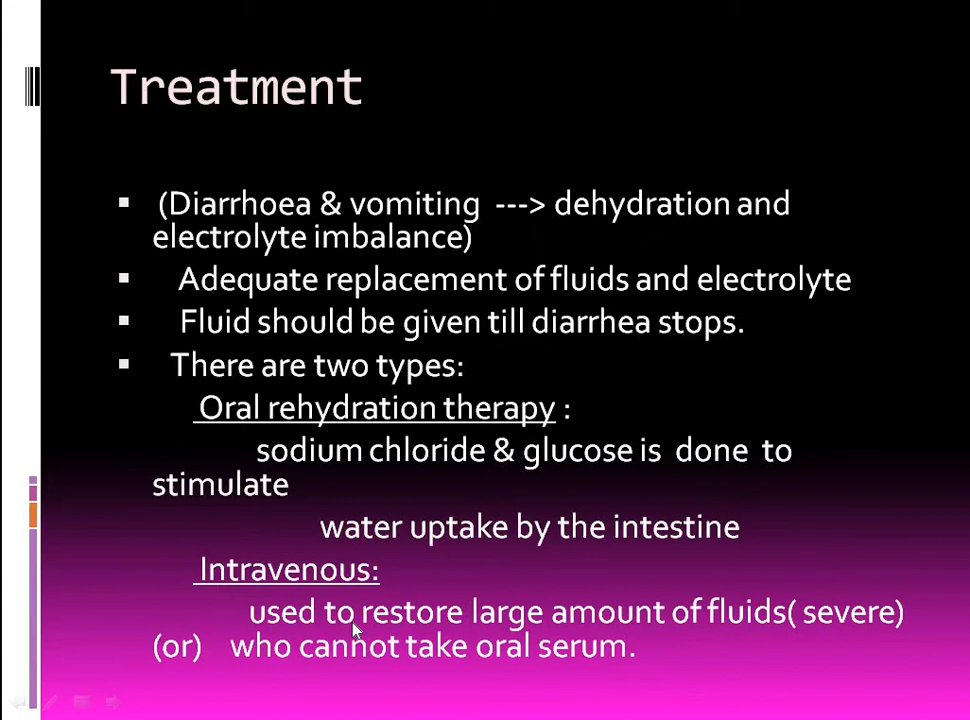 Treatment
(Diarrhoea & vomiting ---> dehydration and
electrolyte imbalance)
Adequate replacement of fluids and electrolyte
Fluid should be given till diarrhea stops.
There are two types:
Oral rehydration therapy :
sodium chloride & glucose is done to
stimulate
water uptake by the intestine
Intravenous:
used to restore large amount of fluids( severe)
(or) who cannot take oral serum.